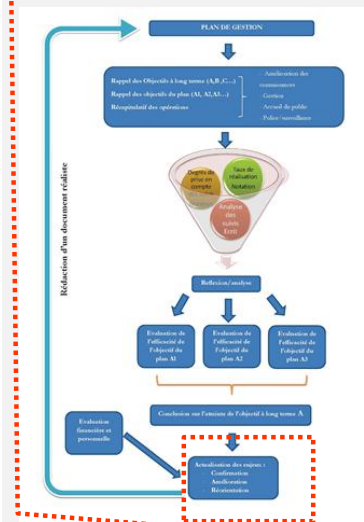 PLAN DE GESTION
Rappel des Objectifs à long terme (A,B ,C…)
Rappel des objectifs du plan (A1, A2,A3…)
Récapitulatif des opérations
- Amélioration des
connaissances
- Gestion
- Accueil du public
- Police/surveillance
Rédaction d'un document réaliste
Degrés de
prise en
compte
Taux de
réalisation
Notation
Analyse
des
suivis
Ecrit
Reflexion/analyse
Evaluation de
l'efficacité de
l'objectif du
plan A1
Evaluation de
l'efficacité de
l'objectif du
plan A2
Evaluation de
l'efficacité de
l'objectif du
plan A3
Conclusion sur l'atteinte de l'objectif à long terme A
Evaluation
financière et
personnelle
Actualisation des enjeux :
Confirmation
Amélioration
Réorientation